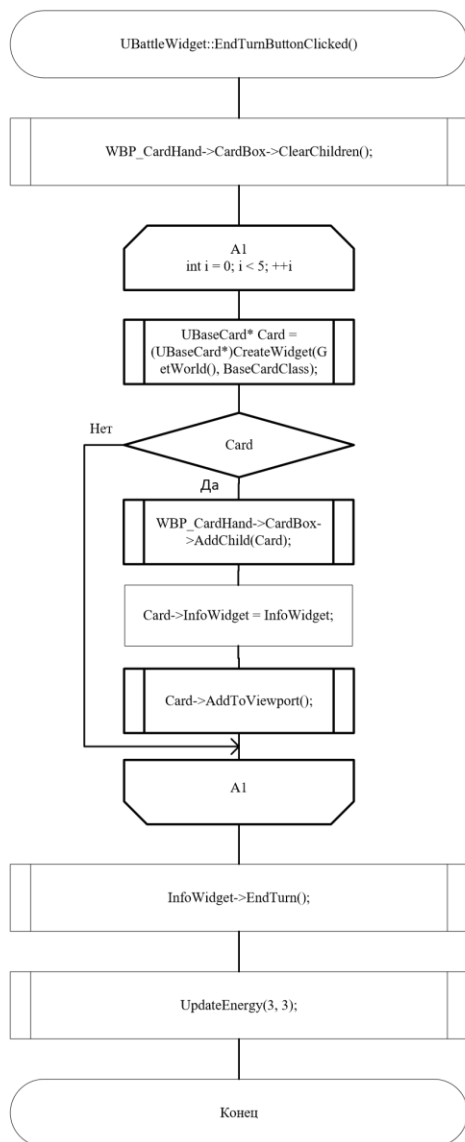 UBattleWidget::EndTurnButtonClicked()
WBP_CardHand->CardBox->ClearChildren();
A1
int i = 0; i < 5; ++i
UBaseCard* Card =
(UBaseCard*)CreateWidget(G
etWorld(), BaseCardClass);
Нет
Card
Да
WBP_CardHand->CardBox-
>AddChild(Card);
Card->InfoWidget = InfoWidget;
Card->AddToViewport();
A1
InfoWidget->EndTurn();
UpdateEnergy(3, 3);
Конец